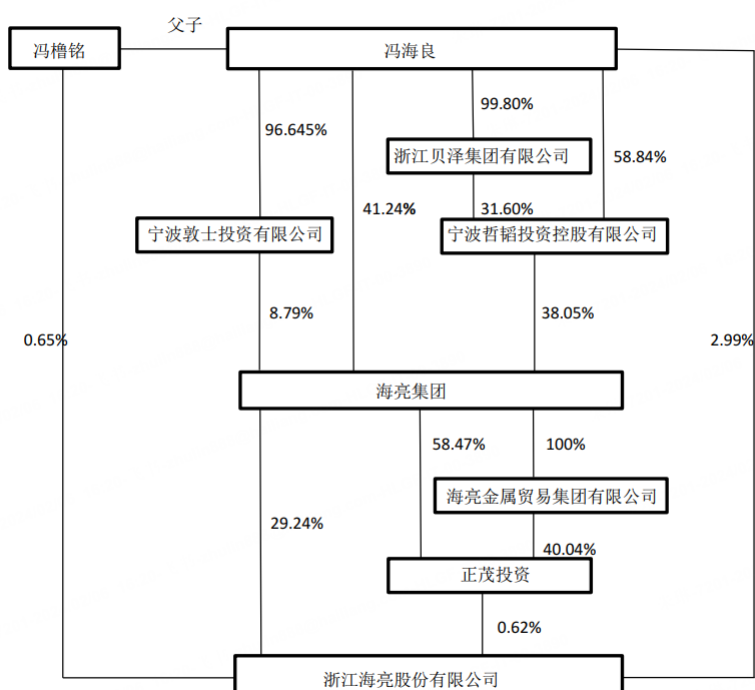 父子
冯橹铭
冯海良
99.80%
96.645%
浙江贝泽集团有限公司
58.84%
41.24%
31.60%
宁波敦士投资有限公司
宁波哲韬投资控股有限公司
8.79%
38.05%
0.65%
2.99%
海亮集团
58.47%
100%
海亮金属贸易集团有限公司
29.24%
40.04%
正茂投资
0.62%
浙江海亮股份有限公司